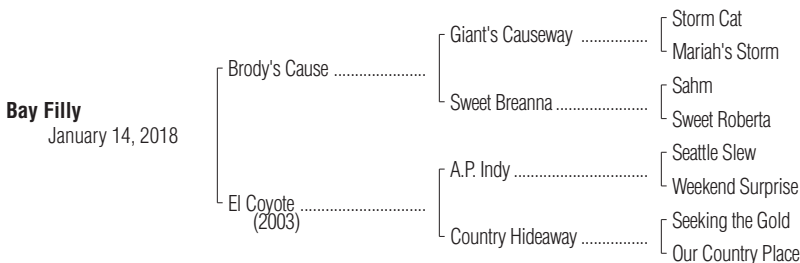 Storm Cat
Giant's Causeway ................
Mariah's Storm
Brody's Cause ......................
Sahm
Sweet Breanna ......................
Sweet Roberta
Bay Filly
January 14, 2018
Seattle Slew
A.P. Indy ................................
Weekend Surprise
El Coyote ..............................
(2003)
Seeking the Gold
Country Hideaway ................
Our Country Place